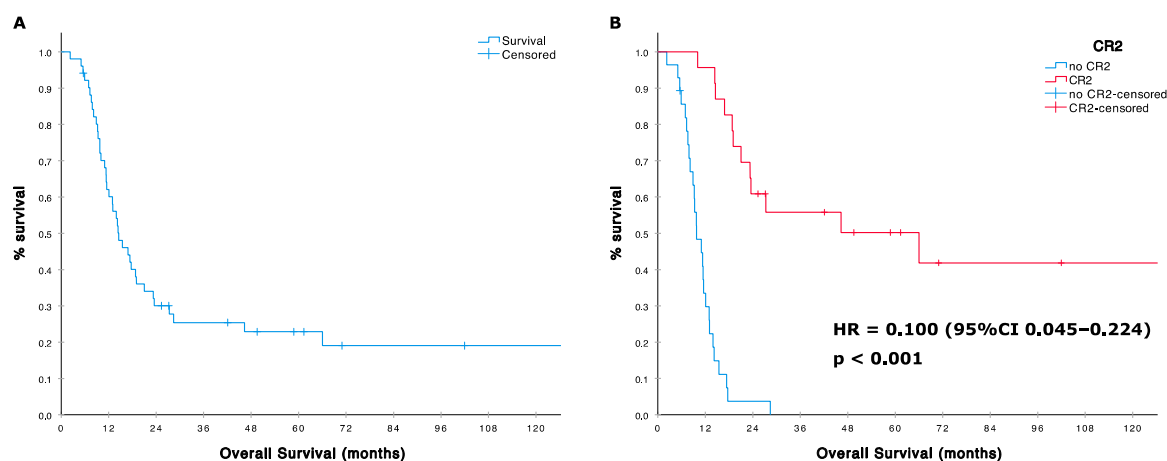 A
Survival
Censored
1.0
0.9
0.8
0.7
0.6
0.5
0.4
0.3
0.2
0.1
0,0
% survival
0 12 24 36 48 60 72 84 96 108 120
Overall Survival (months)
B
CR2
no CR2
CR2
no CR2-censored
CR2-censored
1.0
0.9
0.8
0.7
0.6
0.5
0.4
0.3
0.2
0.1
0,0
% survival
HR = 0.100 (95%CI 0.045–0.224)
p < 0.001
0 12 24 36 48 60 72 84 96 108 120
Overall Survival (months)